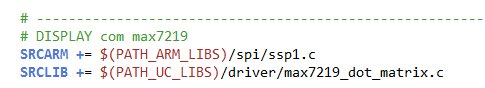 # ---------------------------------------------------------
# DISPLAY com max7219
SRCARM += $(PATH_ARM_LIBS)/spi/ssp1.c
SRCLIB += $(PATH_UC_LIBS)/driver/max7219_dot_matrix.c